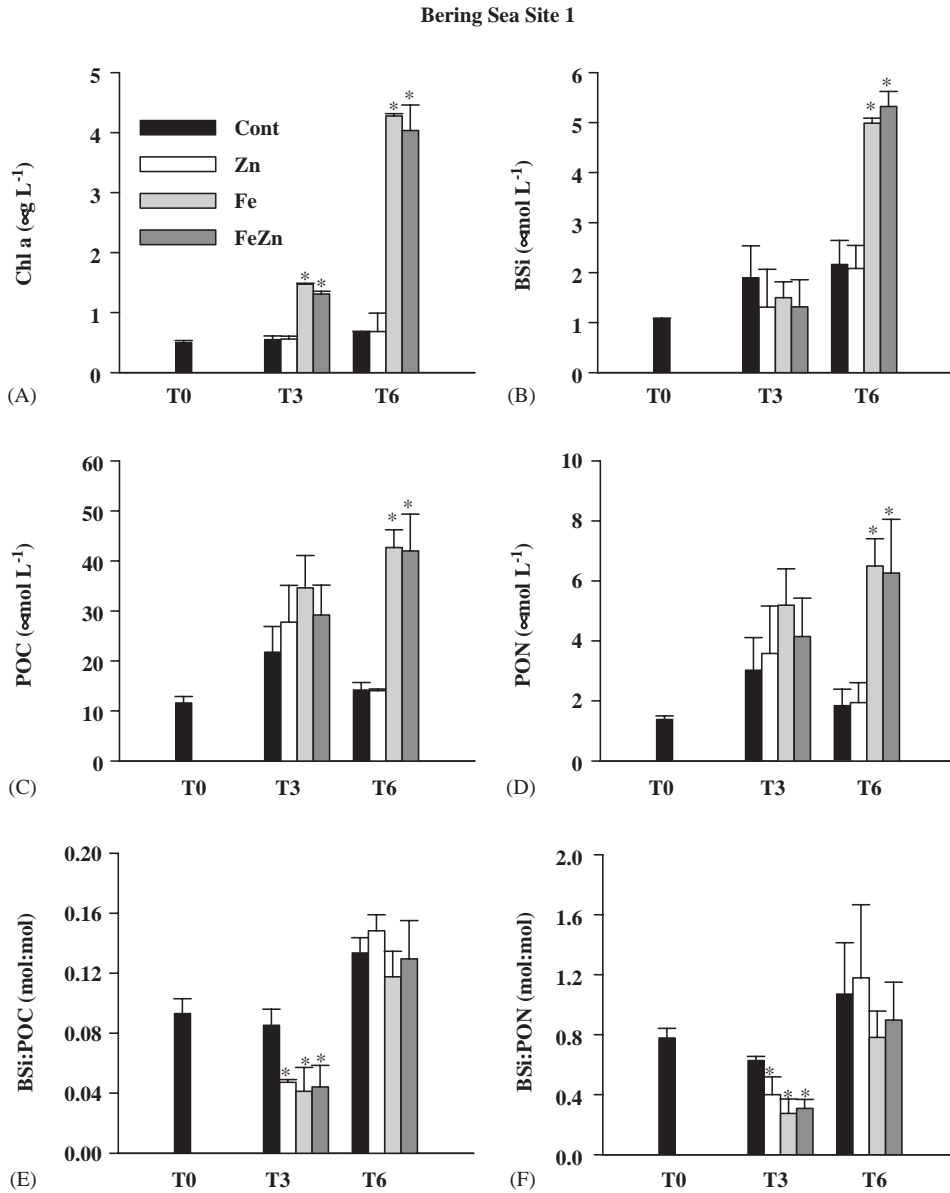 Bering Sea Site 1
Chl a (∝g L-1)
5
4
3
2
1
0
Cont
Zn
Fe
FeZn
* * * *
(A)
T0 T3 T6
BSi (∝mol L-1)
6
5
4
3
2
1
0
* *
(B)
T0 T3 T6
POC (∝mol L-1)
60
50
40
30
20
10
0
* *
(C)
T0 T3 T6
PON (∝mol L-1)
10
8
6
4
2
0
* *
(D)
T0 T3 T6
BSi:POC (mol:mol)
0.20
0.16
0.12
0.08
0.04
0.00
* * *
(E)
T0 T3 T6
BSi:PON (mol:mol)
2.0
1.6
1.2
0.8
0.4
0.0
* * *
(F)
T0 T3 T6